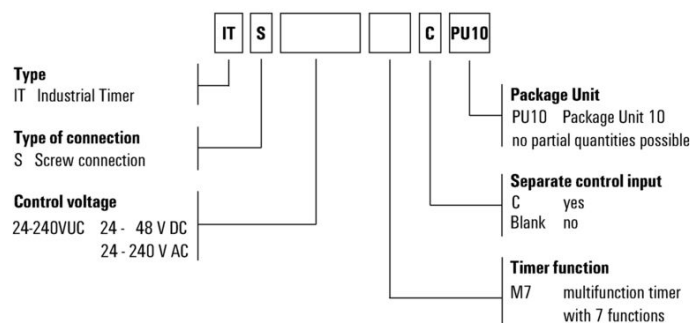 IT S C PU10
Type
IT Industrial Timer
Type of connection
S Screw connection
Control voltage
24-240VUC 24 - 48 V DC
24 - 240 V AC
Package Unit
PU10 Package Unit 10
no partial quantities possible
Separate control input
C yes
Blank no
Timer function
M7 multifunction timer
with 7 functions